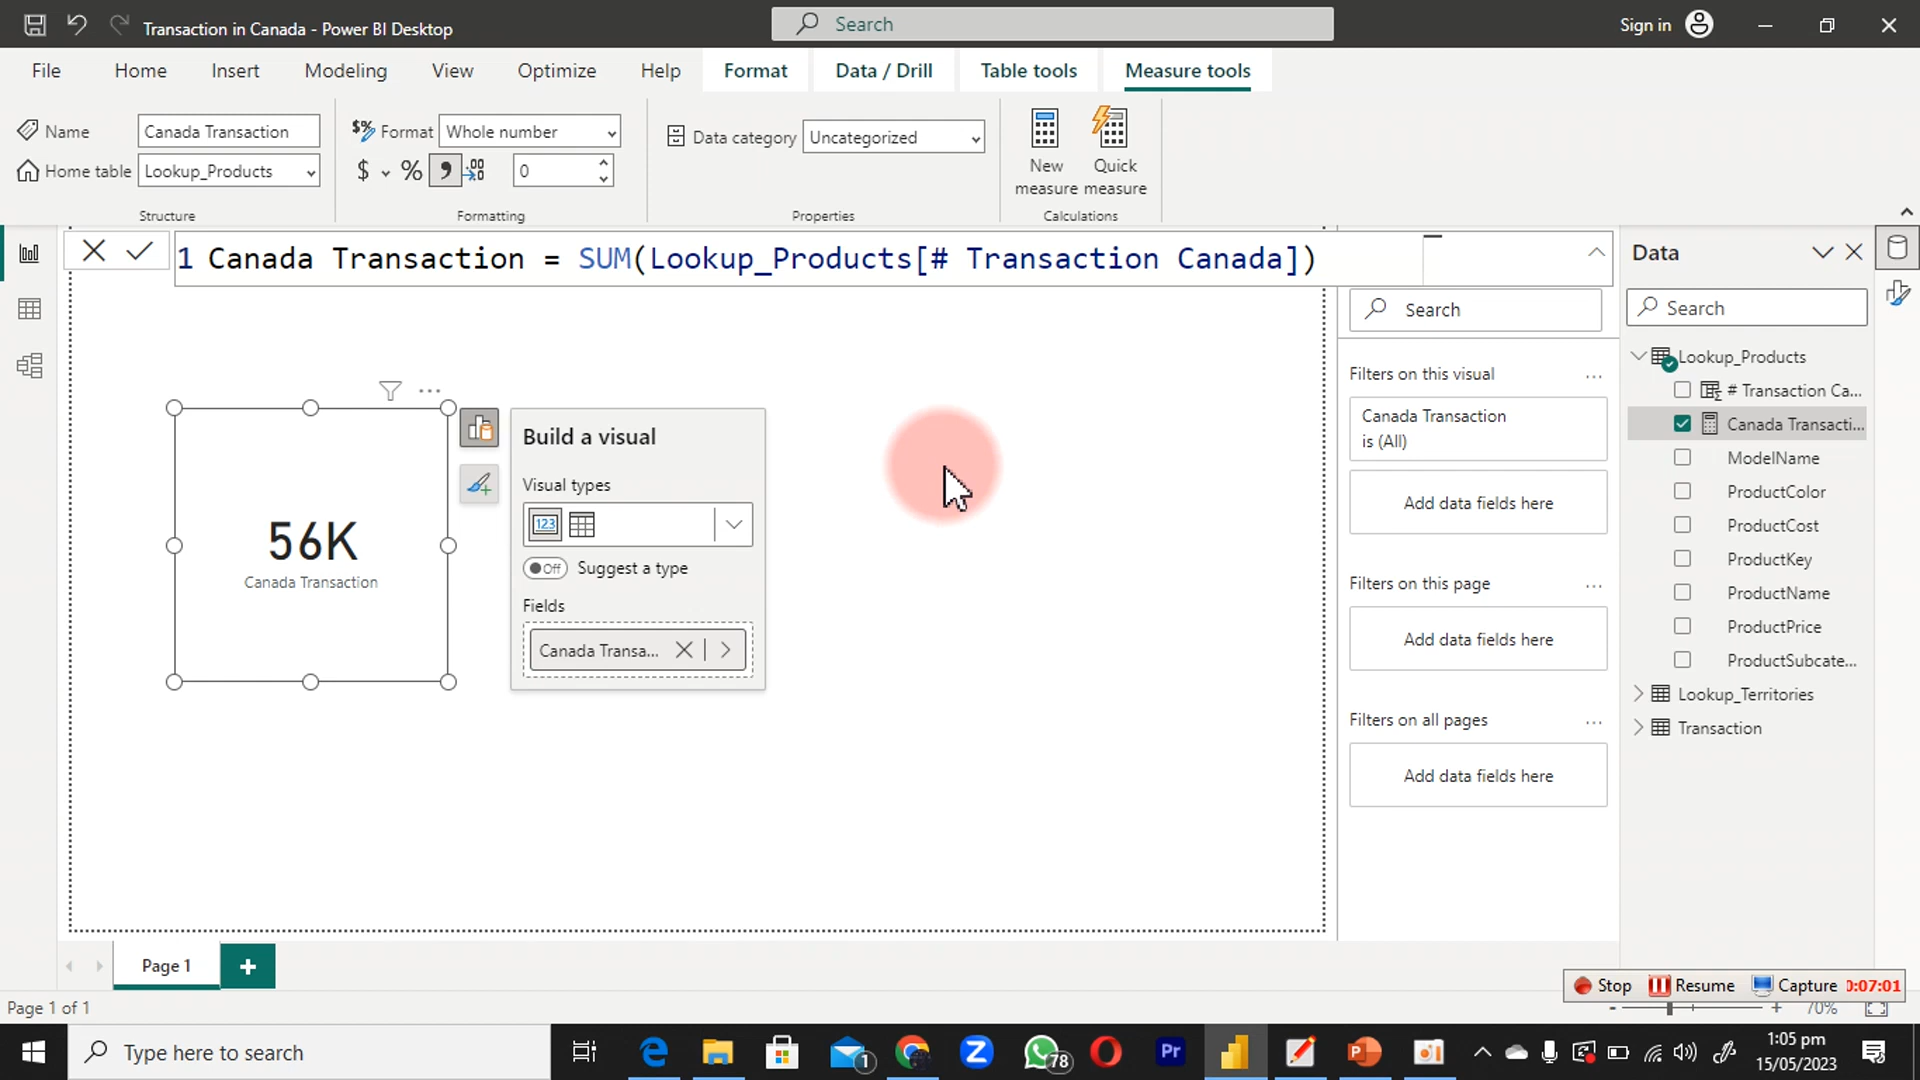 Transaction in Canada - Power BI Desktop
Search
Sign in
File
Home
Insert
Modeling
View
Optimize
Help
Format
Data / Drill
Table tools
Measure tools
Name
Canada Transaction
Home table
Lookup_Products
Structure
Format
Whole number
$
%
,
.00
0
Formatting
Data category
Uncategorized
Properties
New
measure
Quick
measure
Calculations
1 Canada Transaction = SUM(Lookup_Products[# Transaction Canada])
56K
Canada Transaction
Build a visual
Visual types
123
Off
Suggest a type
Fields
Canada Transa...
Search
Filters on this visual
Canada Transaction
is (All)
Add data fields here
Filters on this page
Add data fields here
Filters on all pages
Add data fields here
Data
Search
Lookup_Products
# Transaction Ca...
Canada Transacti...
ModelName
ProductColor
ProductCost
ProductKey
ProductName
ProductPrice
ProductSubcate...
Lookup_Territories
Transaction
Page 1
Page 1 of 1
Stop
Resume
Capture
0:07:01
70%
Type here to search
1
78
Pr
1:05 pm
15/05/2023